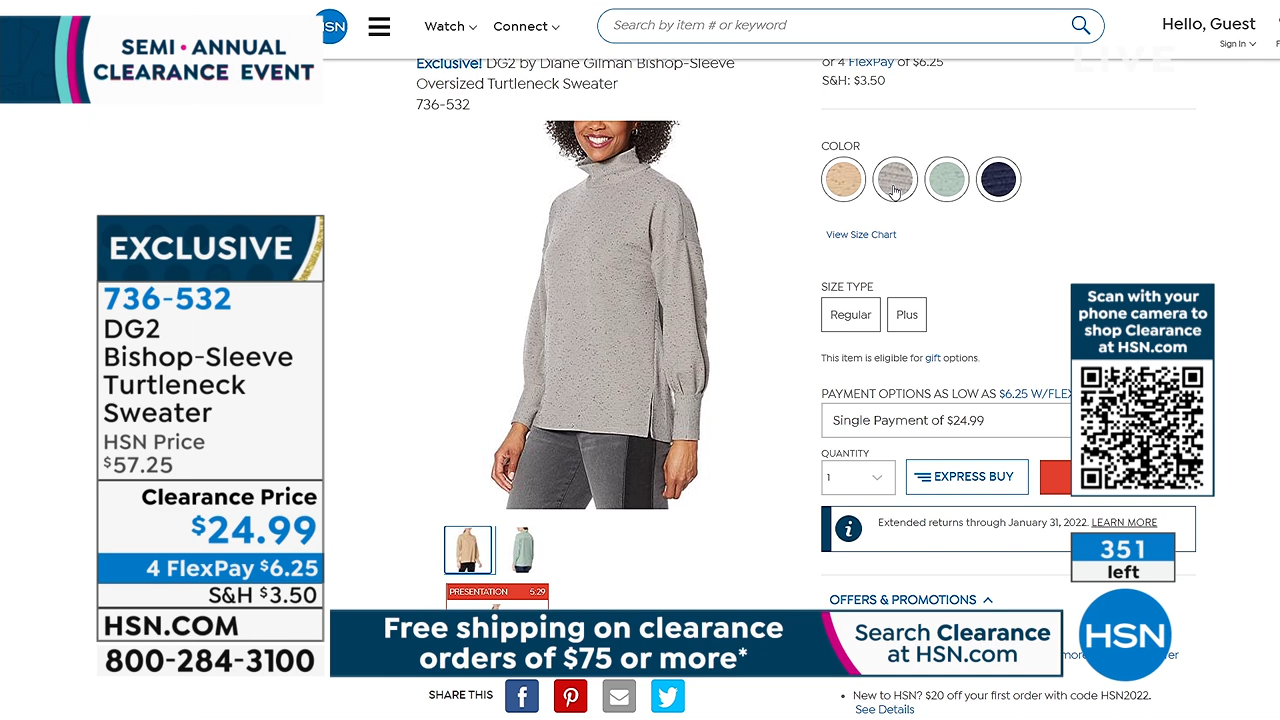 SEMI • ANNUAL
CLEARANCE EVENT
HSN
Watch
Connect
Search by item # or keyword
Hello, Guest
Sign In
LIVE
Exclusive! DG2 by Diane Gilman Bishop-Sleeve
Oversized Turtleneck Sweater
736-532
or 4 FlexPay of $6.25
S&H: $3.50
COLOR
View Size Chart
SIZE TYPE
Regular
Plus
This item is eligible for gift options.
PAYMENT OPTIONS AS LOW AS $6.25 W/FLEX
Single Payment of $24.99
QUANTITY
1
EXPRESS BUY
Extended returns through January 31, 2022. LEARN MORE
OFFERS & PROMOTIONS
• New to HSN? $20 off your first order with code HSN2022.
See Details
EXCLUSIVE
736-532
DG2
Bishop-Sleeve
Turtleneck
Sweater
HSN Price
$57.25
Clearance Price
$24.99
4 FlexPay $6.25
S&H $3.50
HSN.COM
800-284-3100
Scan with your
phone camera to
shop Clearance
at HSN.com
351
left
PRESENTATION 5:29
Free shipping on clearance
orders of $75 or more*
Search Clearance
at HSN.com
HSN
SHARE THIS